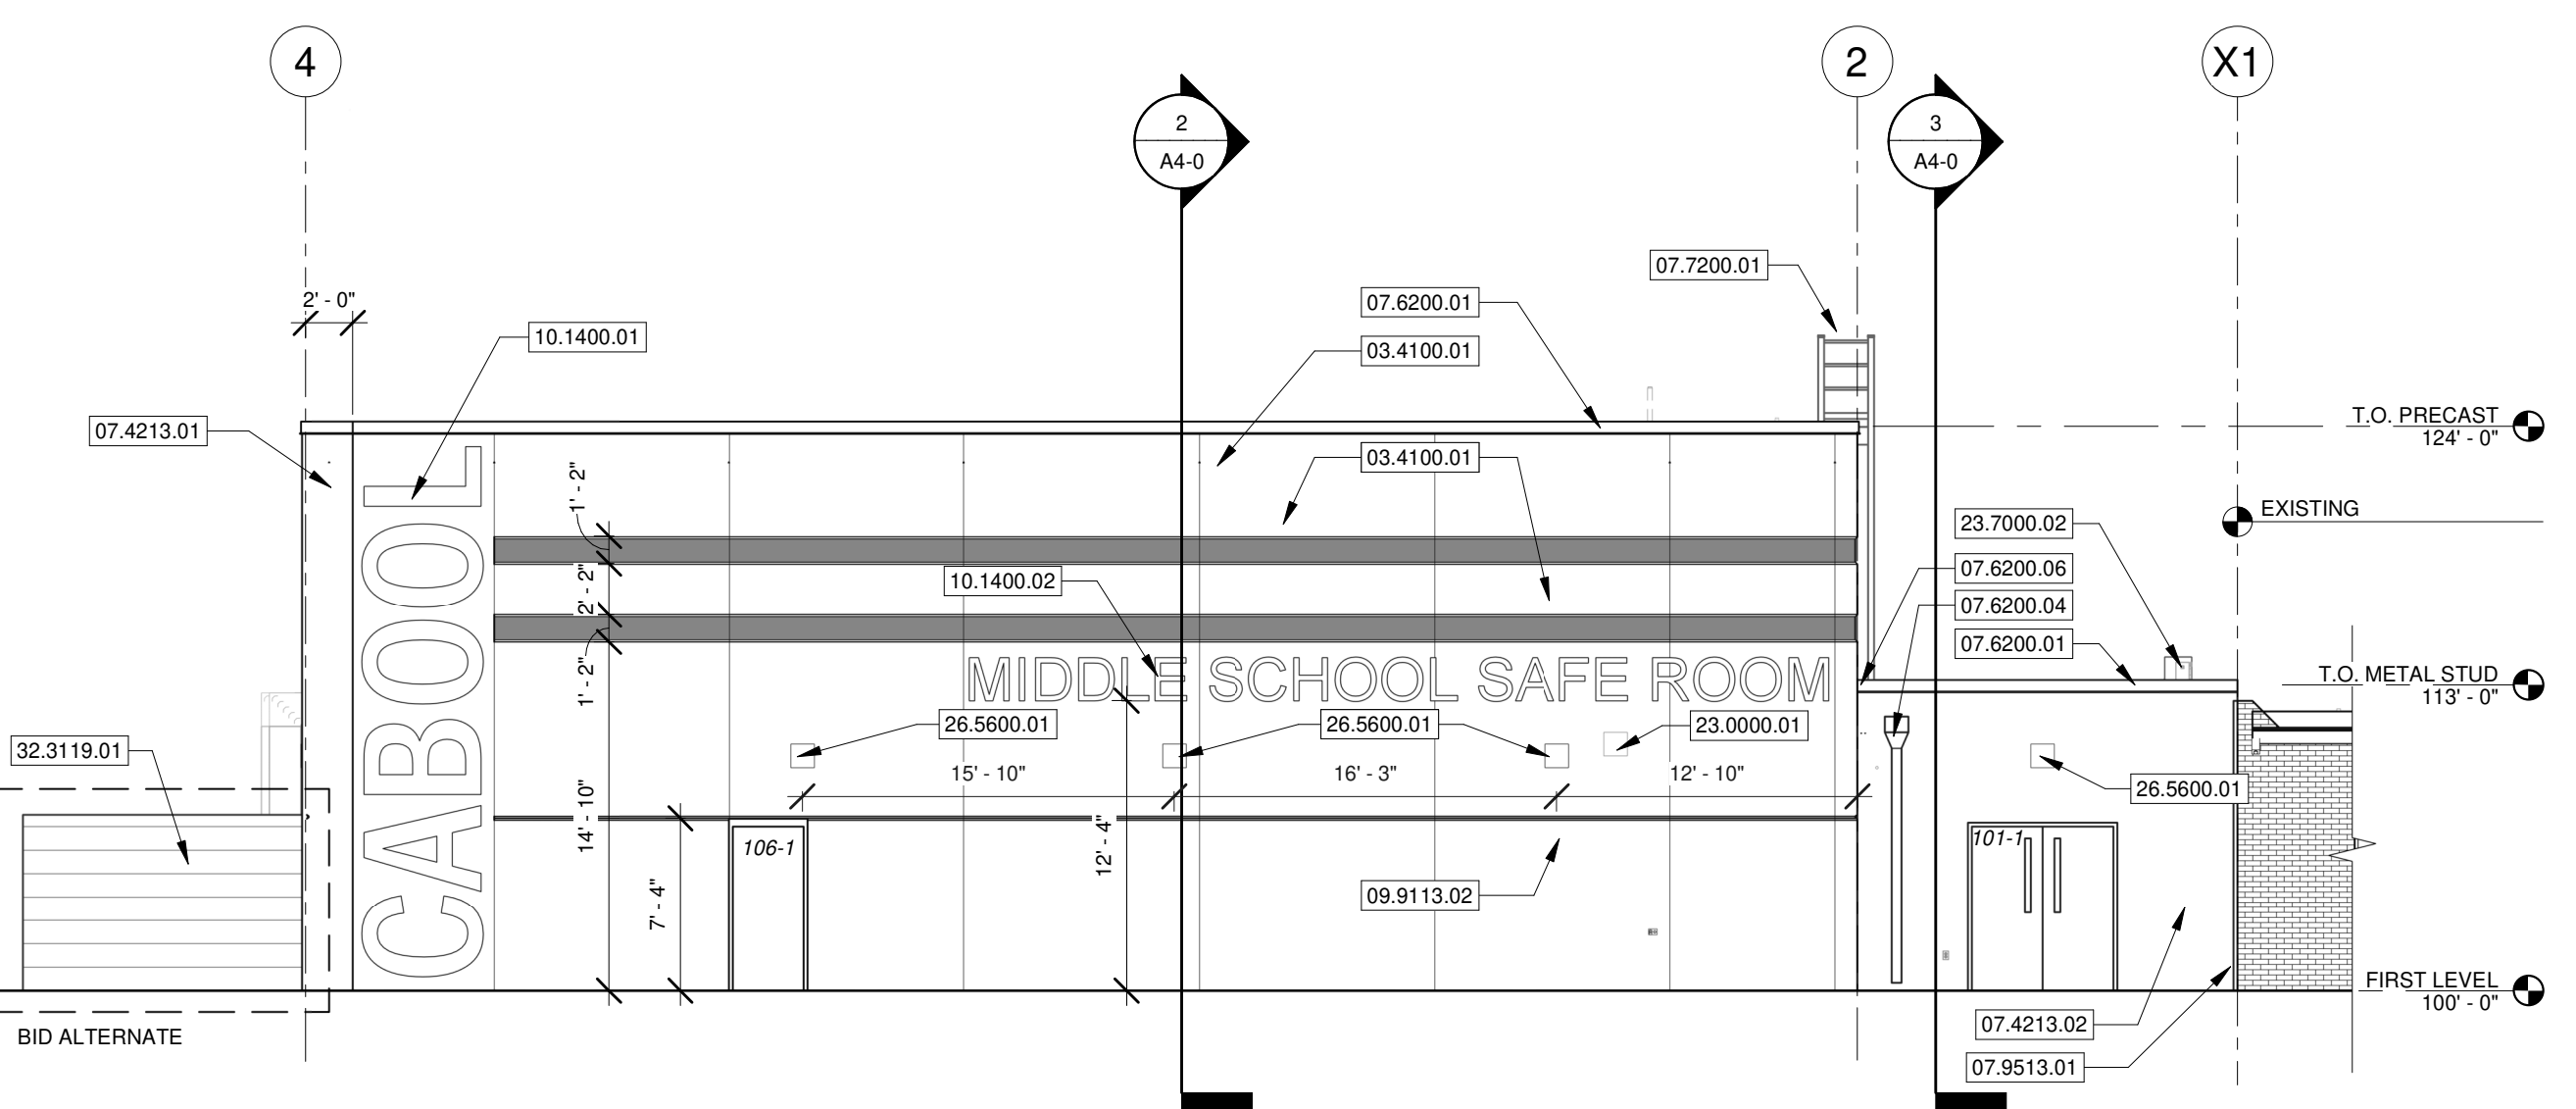 4
2
X1
2
A4-0
3
A4-0
07.7200.01
2' - 0"
07.6200.01
10.1400.01
03.4100.01
07.4213.01
T.O. PRECAST
124' - 0"
03.4100.01
1' - 2"
EXISTING
23.7000.02
07.6200.06
10.1400.02
2' - 2"
07.6200.04
07.6200.01
1' - 2"
CABOOL
MIDDLE SCHOOL SAFE ROOM
T.O. METAL STUD
113' - 0"
26.5600.01
26.5600.01
23.0000.01
32.3119.01
15' - 10"
16' - 3"
12' - 10"
26.5600.01
14' - 10"
12' - 4"
106-1
101-1
7' - 4"
09.9113.02
FIRST LEVEL
100' - 0"
07.4213.02
BID ALTERNATE
07.9513.01